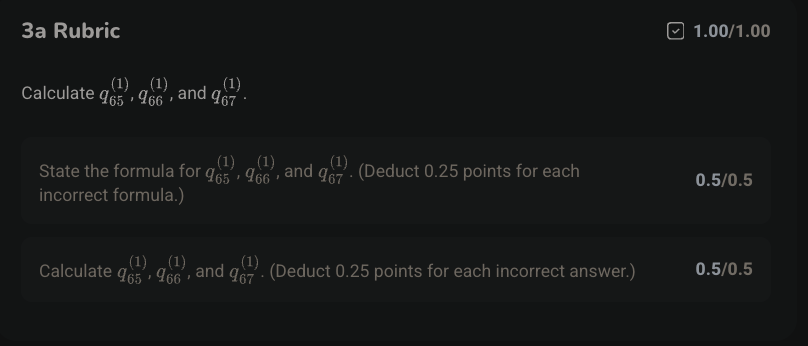 3a Rubric
1.00/1.00
Calculate $q_{65}^{(1)}$, $q_{66}^{(1)}$, and $q_{67}^{(1)}$.
State the formula for $q_{65}^{(1)}$, $q_{66}^{(1)}$, and $q_{67}^{(1)}$. (Deduct 0.25 points for each
incorrect formula.)
0.5/0.5
Calculate $q_{65}^{(1)}$, $q_{66}^{(1)}$, and $q_{67}^{(1)}$. (Deduct 0.25 points for each incorrect answer.)
0.5/0.5